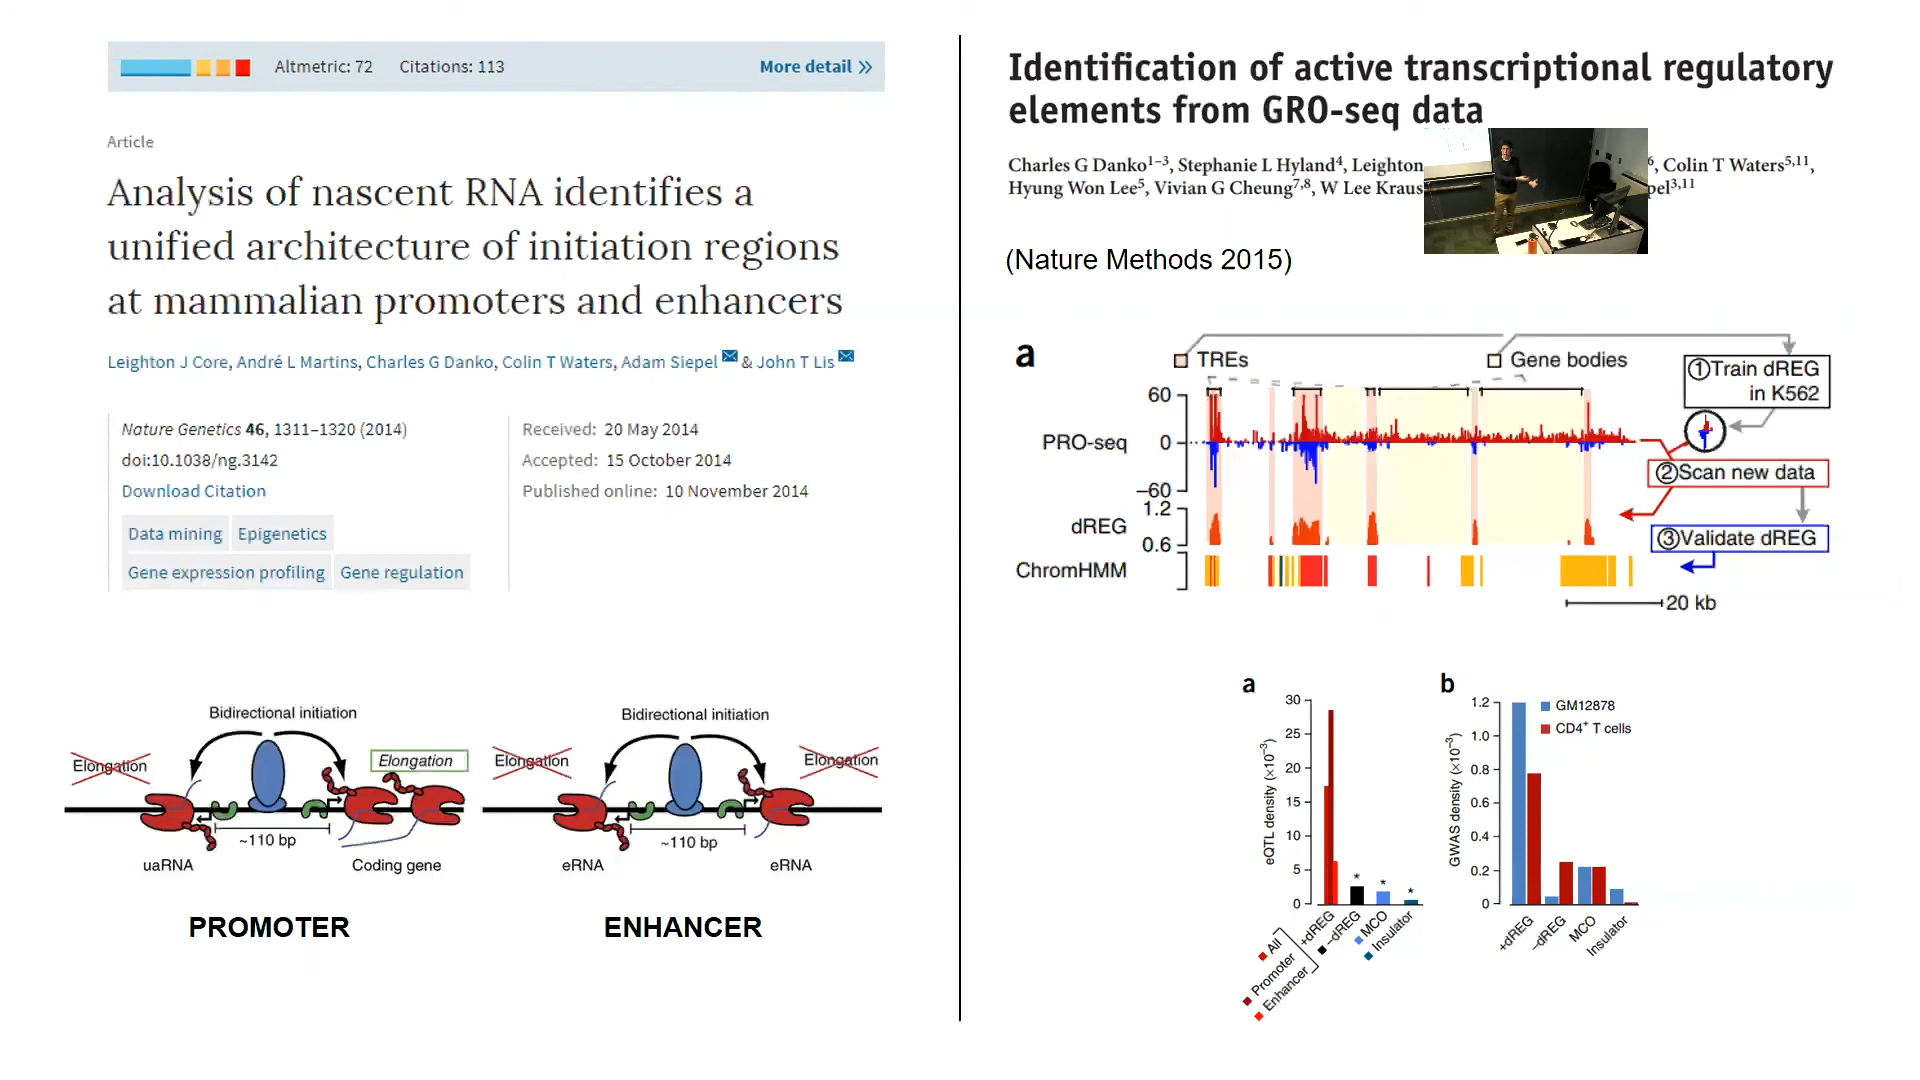 Altmetric: 72 Citations: 113 More detail »
Article
Analysis of nascent RNA identifies a
unified architecture of initiation regions
at mammalian promoters and enhancers
Leighton J Core, André L Martins, Charles G Danko, Colin T Waters, Adam Siepel & John T Lis
Nature Genetics 46, 1311–1320 (2014)
doi:10.1038/ng.3142
Download Citation
Data mining Epigenetics
Gene expression profiling Gene regulation
Received: 20 May 2014
Accepted: 15 October 2014
Published online: 10 November 2014
Bidirectional initiation
Elongation
Elongation
~110 bp
uaRNA
Coding gene
PROMOTER
Bidirectional initiation
Elongation
Elongation
~110 bp
eRNA
eRNA
ENHANCER
Identification of active transcriptional regulatory
elements from GRO-seq data
Charles G Danko1–3, Stephanie L Hyland4, Leighton 6, Colin T Waters5,11,
Hyung Won Lee5, Vivian G Cheung7,8, W Lee Kraus pel3,11
(Nature Methods 2015)
a
TREs
Gene bodies
①Train dREG
in K562
60
PRO-seq
0
–60
②Scan new data
1.2
dREG
0.6
③Validate dREG
ChromHMM
20 kb
a
eQTL density (×10–3)
30
25
20
15
10
5
0
*
*
*
+dREG
–dREG
MCO
Insulator
All
Promoter
Enhancer
b
GWAS density (×10–3)
1.2
1.0
0.8
0.6
0.4
0.2
0
GM12878
CD4+ T cells
+dREG
–dREG
MCO
Insulator